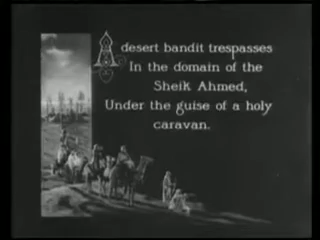 A desert bandit trespasses
In the domain of the
Sheik Ahmed,
Under the guise of a holy
caravan.